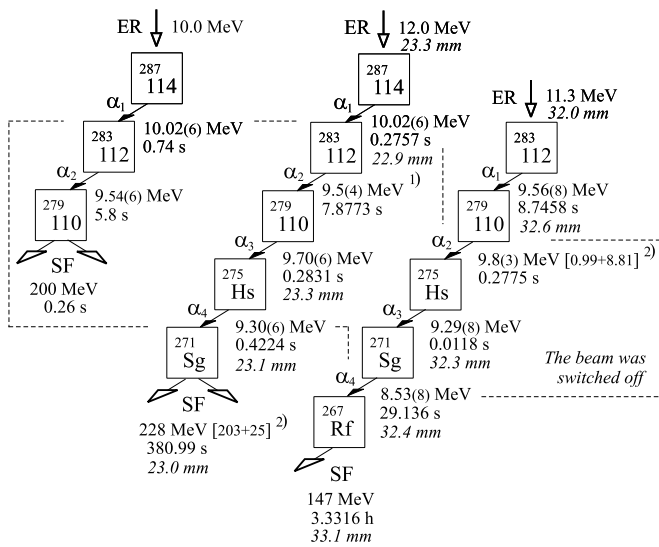 ER 10.0 MeV
287
114
α1
283
112
10.02(6) MeV
0.74 s
α2
279
110
9.54(6) MeV
5.8 s
SF
200 MeV
0.26 s
ER 12.0 MeV
23.3 mm
287
114
α1
283
112
10.02(6) MeV
0.2757 s
22.9 mm
α2
279
110
9.5(4) MeV 1)
7.8773 s
α3
275
Hs
9.70(6) MeV
0.2831 s
23.3 mm
α4
271
Sg
9.30(6) MeV
0.4224 s
23.1 mm
SF
228 MeV [203+25] 2)
380.99 s
23.0 mm
ER 11.3 MeV
32.0 mm
283
112
α1
279
110
9.56(8) MeV
8.7458 s
32.6 mm
α2
275
Hs
9.8(3) MeV [0.99+8.81] 2)
0.2775 s
α3
271
Sg
9.29(8) MeV
0.0118 s
32.3 mm
α4
267
Rf
8.53(8) MeV
29.136 s
32.4 mm
SF
147 MeV
3.3316 h
33.1 mm
The beam was
switched off